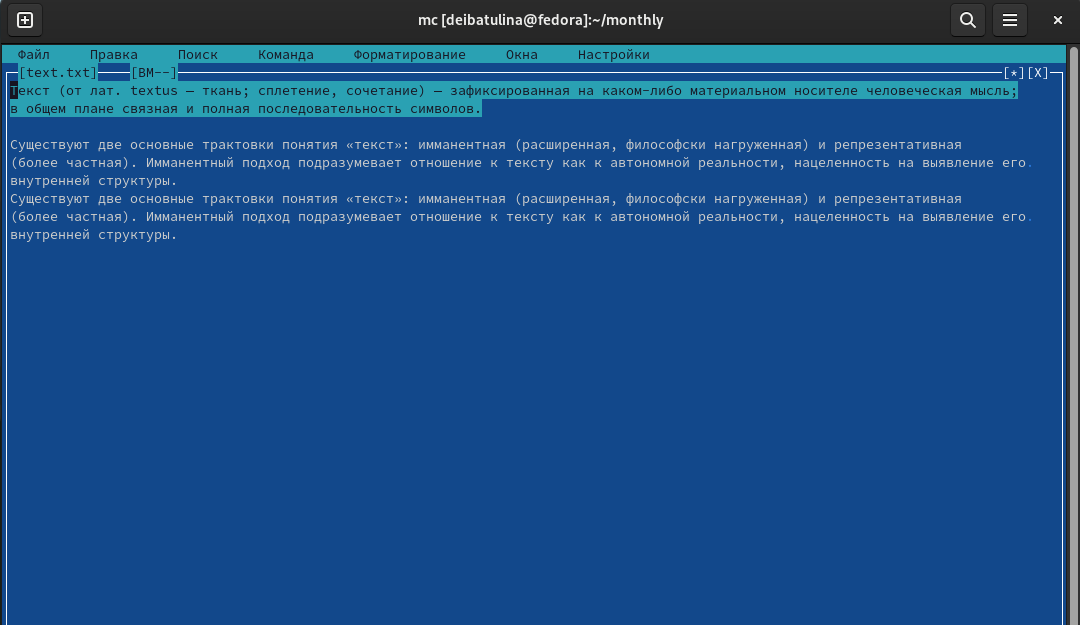 mc [deibatulina@fedora]:~/monthly
Файл Правка Поиск Команда Форматирование Окна Настройки
[text.txt] [BM--] [*][X]
Текст (от лат. textus — ткань; сплетение, сочетание) — зафиксированная на каком-либо материальном носителе человеческая мысль;
в общем плане связная и полная последовательность символов.
Существуют две основные трактовки понятия «текст»: имманентная (расширенная, философски нагруженная) и репрезентативная
(более частная). Имманентный подход подразумевает отношение к тексту как к автономной реальности, нацеленность на выявление его.
внутренней структуры.
Существуют две основные трактовки понятия «текст»: имманентная (расширенная, философски нагруженная) и репрезентативная
(более частная). Имманентный подход подразумевает отношение к тексту как к автономной реальности, нацеленность на выявление его.
внутренней структуры.